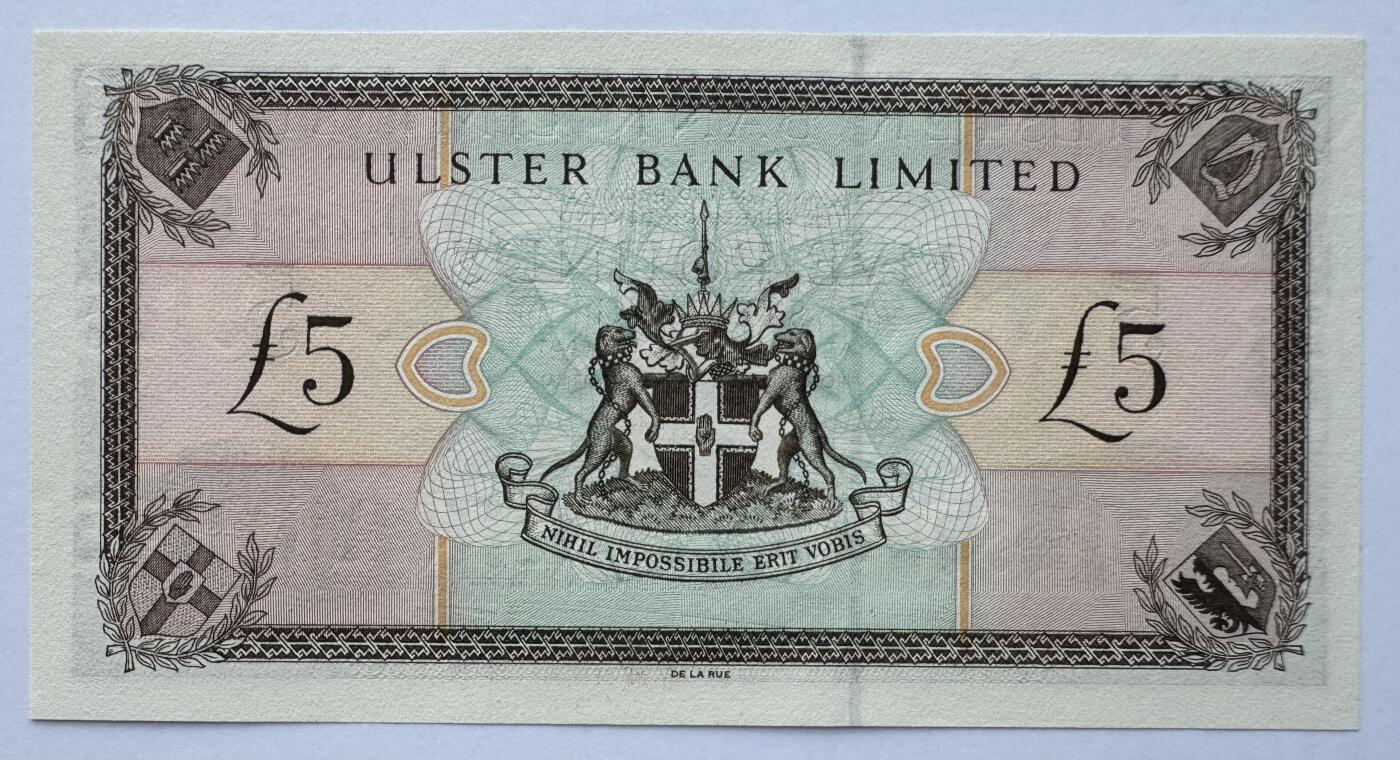 ULSTER BANK LIMITED
£5 £5
NIHIL IMPOSSIBILE ERIT VOBIS
DE LA RUE